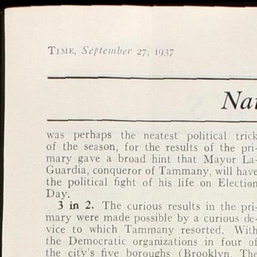 TIME, September 27, 1937
Nat
was perhaps the neatest political trick
of the season, for the results of the pri-
mary gave a broad hint that Mayor La-
Guardia, conqueror of Tammany, will have
the political fight of his life on Election
Day.
3 in 2. The curious results in the pri-
mary were made possible by a curious de-
vice to which Tammany resorted. With
the Democratic organizations in four of
the city's five boroughs (Brooklyn, The